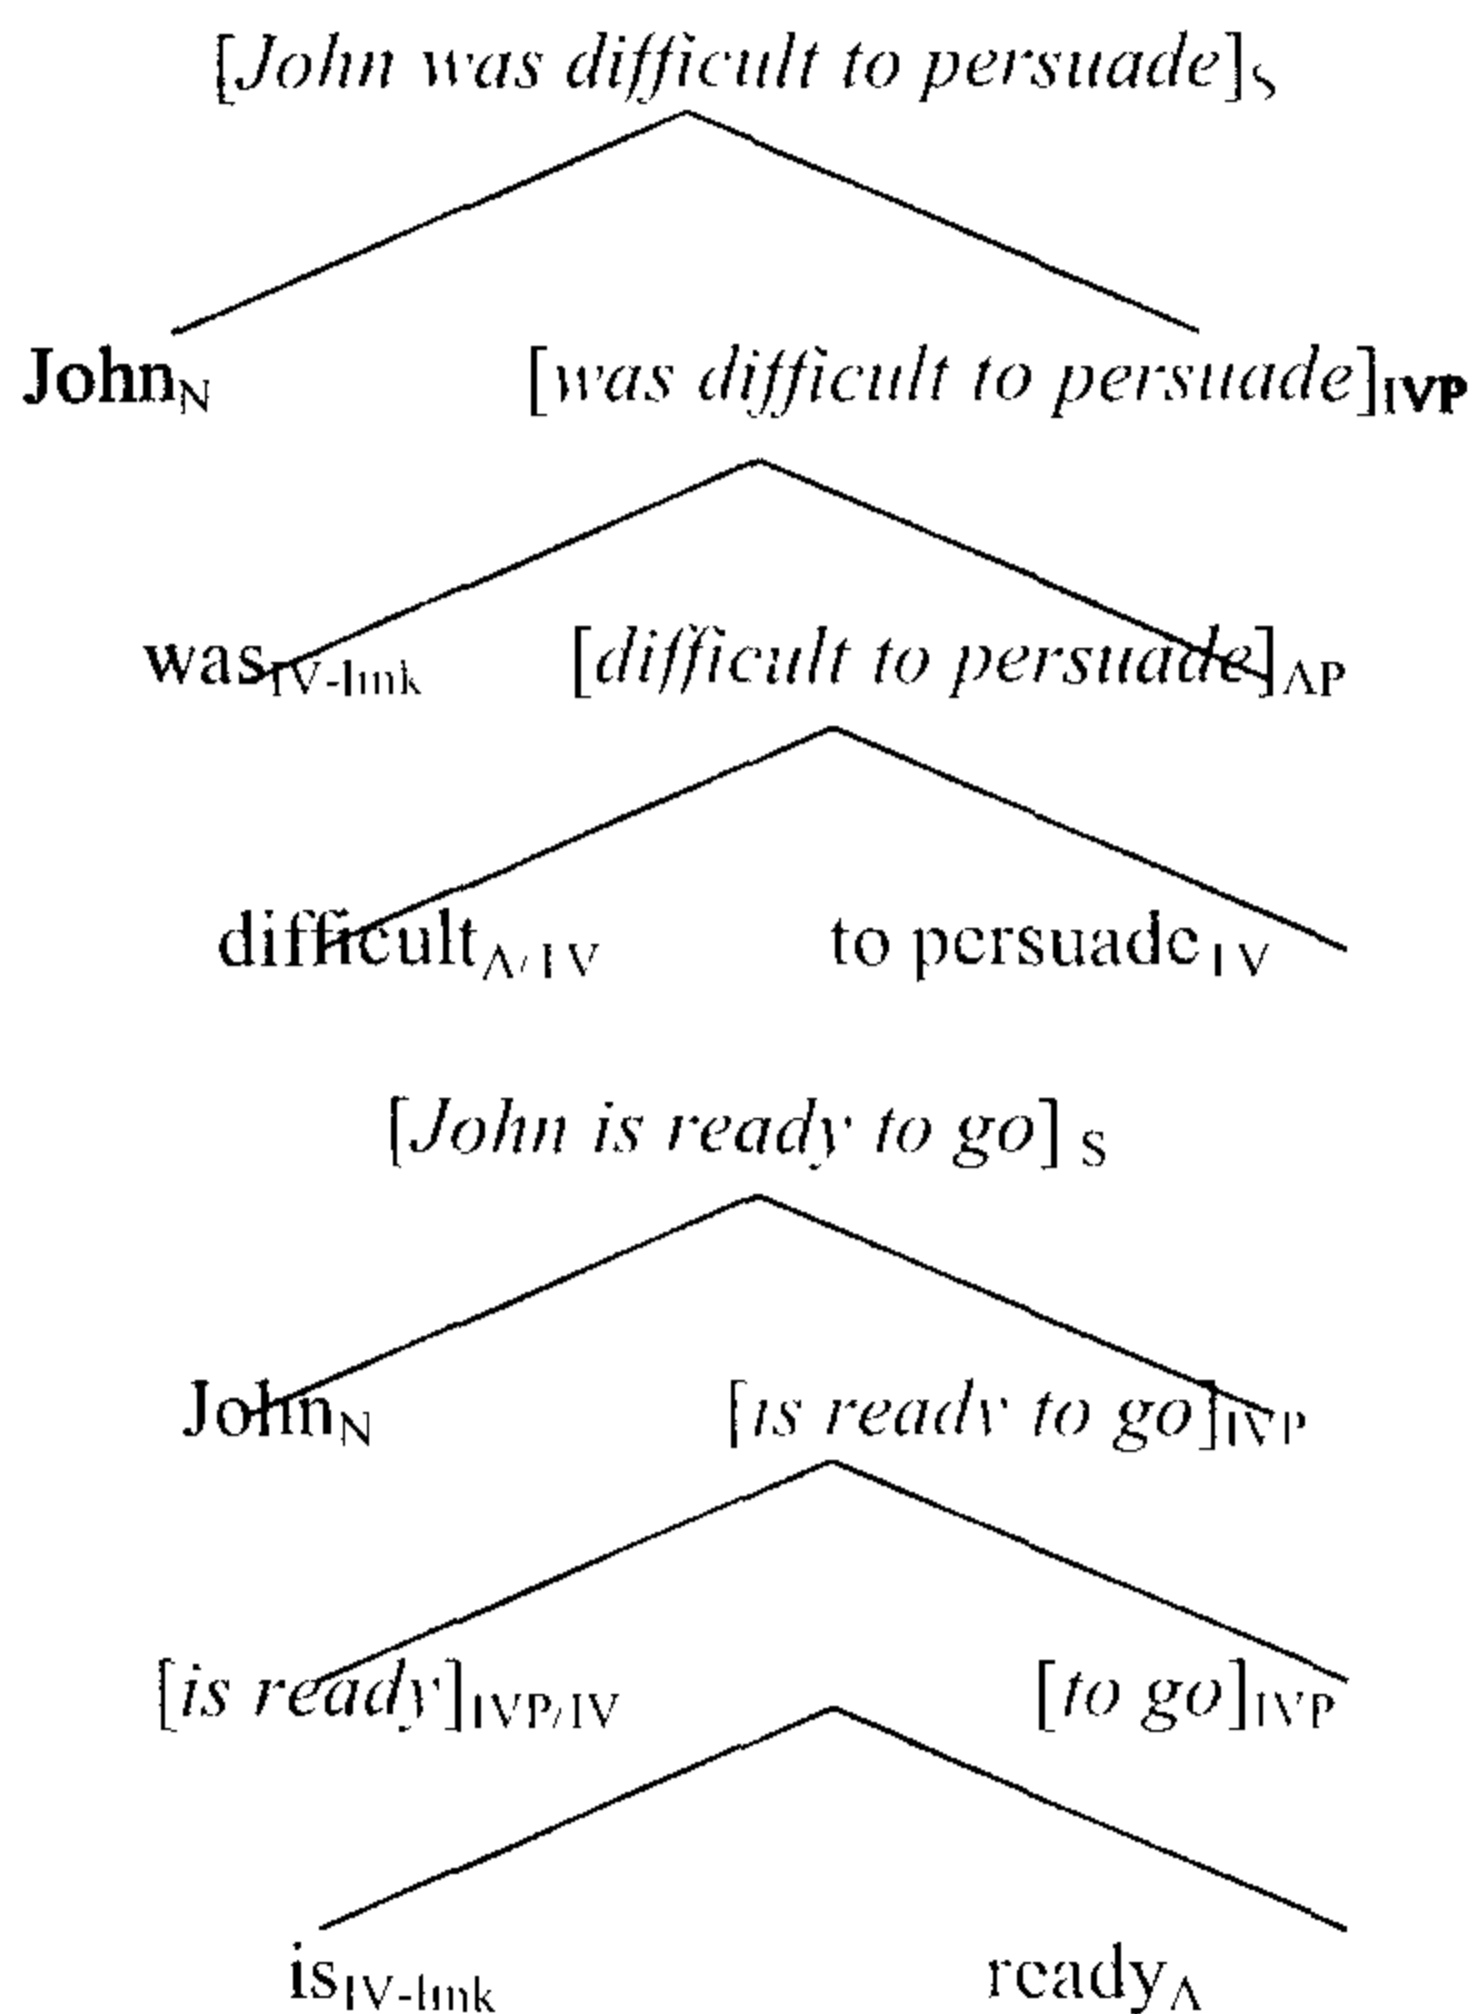 [John was difficult to persuade]S
JohnN [was difficult to persuade]IVP
wasIV-link [difficult to persuade]AP
difficultA/IV to persuadeIV
[John is ready to go] S
JohnN [is ready to go]IVP
[is ready]IVP/IV [to go]IVP
isIV-link readyA